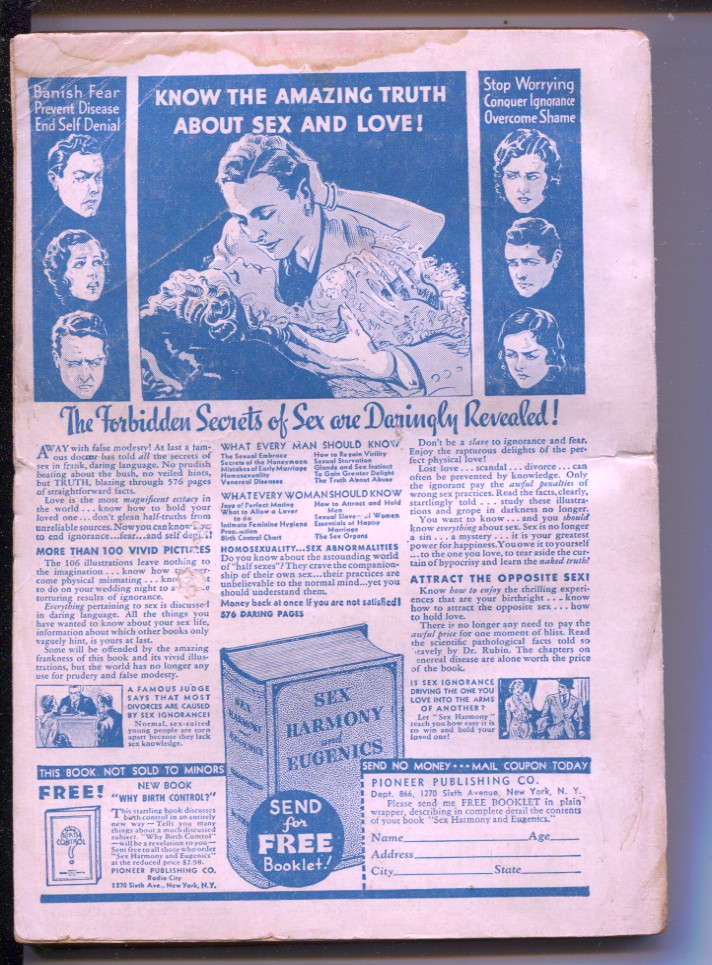 Banish Fear
Prevent Disease
End Self Denial
KNOW THE AMAZING TRUTH
ABOUT SEX AND LOVE!
Stop Worrying
Conquer Ignorance
Overcome Shame
The Forbidden Secrets of Sex are Daringly Revealed!
AWAY with false modesty! At last a fam-
ous doctor has told all the secrets of
sex in frank, daring language. No prudish
beating about the bush, no veiled hints,
but TRUTH, blazing through 576 pages
of straightforward facts.
Love is the most magnificent ecstasy in
the world...know how to hold your
loved one...don't glean half-truths from
unreliable sources. Now you can know how
to end ignorance...fear...and self denial!
MORE THAN 100 VIVID PICTURES
The 106 illustrations leave nothing to
the imagination...know how to over-
come physical mismating...know what
to do on your wedding night to avoid the
torturing results of ignorance.
Everything pertaining to sex is discussed
in daring language. All the things you
have wanted to know about your sex life,
information about which other books only
vaguely hint, is yours at last.
Some will be offended by the amazing
frankness of this book and its vivid illus-
trations, but the world has no longer any
use for prudery and false modesty.
A FAMOUS JUDGE
SAYS THAT MOST
DIVORCES ARE CAUSED
BY SEX IGNORANCE!
Normal, sex-suited
young people are torn
apart because they lack
sex knowledge.
WHAT EVERY MAN SHOULD KNOW
The Sexual Embrace
Secrets of the Honeymoon
Mistakes of Early Marriage
Homosexuality
Venereal Diseases
How to Regain Virility
Sexual Starvation
Glands and Sex Instinct
To Gain Greater Delight
The Truth About Abuse
WHAT EVERY WOMAN SHOULD KNOW
Joys of Perfect Mating
What to Allow a Lover
to do
Intimate Feminine Hygiene
Birth Control Chart
How to Attract and Hold
Men
Sexual Slavery of Women
Essentials of Happy
Marriage
The Sex Organs
HOMOSEXUALITY...SEX ABNORMALITIES
Do you know about the astounding world
of "half sexes"? They crave the companion-
ship of their own sex...their practices are
unbelievable to the normal mind...yet you
should understand them.
Money back at once if you are not satisfied!
576 DARING PAGES
Don't be a slave to ignorance and fear.
Enjoy the rapturous delights of the per-
fect physical love!
Lost love...scandal...divorce...can
often be prevented by knowledge. Only
the ignorant pay the awful penalties of
wrong sex practices. Read the facts, clearly,
startlingly told...study these illustra-
tions and grope in darkness no longer.
You want to know...and you should
know everything about sex. Sex is no longer
a sin...a mystery...it is your greatest
power for happiness. You owe it to yourself
...to the one you love, to tear aside the cur-
tain of hypocrisy and learn the naked truth!
ATTRACT THE OPPOSITE SEX!
Know how to enjoy the thrilling experi-
ences that are your birthright...know
how to attract the opposite sex...how
to hold love.
There is no longer any need to pay the
awful price for one moment of bliss. Read
the scientific pathological facts told so
bravely by Dr. Rubin. The chapters on
venereal disease are alone worth the price
of the book.
IS SEX IGNORANCE
DRIVING THE ONE YOU
LOVE INTO THE ARMS
OF ANOTHER?
Let "Sex Harmony"
teach you how easy it is
to win and hold your
loved one!
SEX
HARMONY
and
EUGENICS
SEX
HARMONY
and
EUGENICS
SEND
for
FREE
Booklet!
THIS BOOK NOT SOLD TO MINORS
FREE!
NEW BOOK
"WHY BIRTH CONTROL?"
This startling book discusses
birth control in an entirely
new way—Tells you many
things about a much discussed
subject. "Why Birth Control"
—will be a revelation to you—
Sent free to all those who order
"Sex Harmony and Eugenics"
at the reduced price $2.98.
PIONEER PUBLISHING CO.
Radio City
1270 Sixth Ave., New York, N.Y.
BIRTH
CONTROL
?
SEND NO MONEY•••MAIL COUPON TODAY
PIONEER PUBLISHING CO.
Dept. 866, 1270 Sixth Avenue, New York, N. Y.
Please send me FREE BOOKLET in plain
wrapper, describing in complete detail the contents
of your book "Sex Harmony and Eugenics."
Name Age
Address
City State